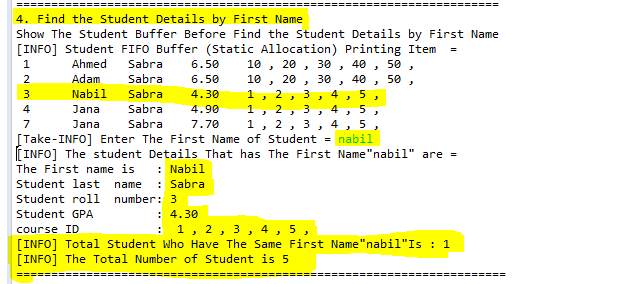 ================================================================
4. Find the Student Details by First Name
Show The Student Buffer Before Find the Student Details by First Name
[INFO] Student FIFO Buffer (Static Allocation) Printing Item  =
1 Ahmed Sabra 6.50 10 , 20 , 30 , 40 , 50 ,
2 Adam Sabra 6.50 10 , 20 , 30 , 40 , 50 ,
3 Nabil Sabra 4.30 1 , 2 , 3 , 4 , 5 ,
4 Jana Sabra 4.90 1 , 2 , 3 , 4 , 5 ,
7 Jana Sabra 7.70 1 , 2 , 3 , 4 , 5 ,
[Take-INFO] Enter The First Name of Student = nabil
[INFO] The student Details That has The First Name"nabil" are =
The First name is   : Nabil
Student last  name  : Sabra
Student roll  number: 3
Student GPA         : 4.30
course ID           :  1 , 2 , 3 , 4 , 5 ,
[INFO] Total Student Who Have The Same First Name"nabil"Is : 1
[INFO] The Total Number of Student is 5
================================================================